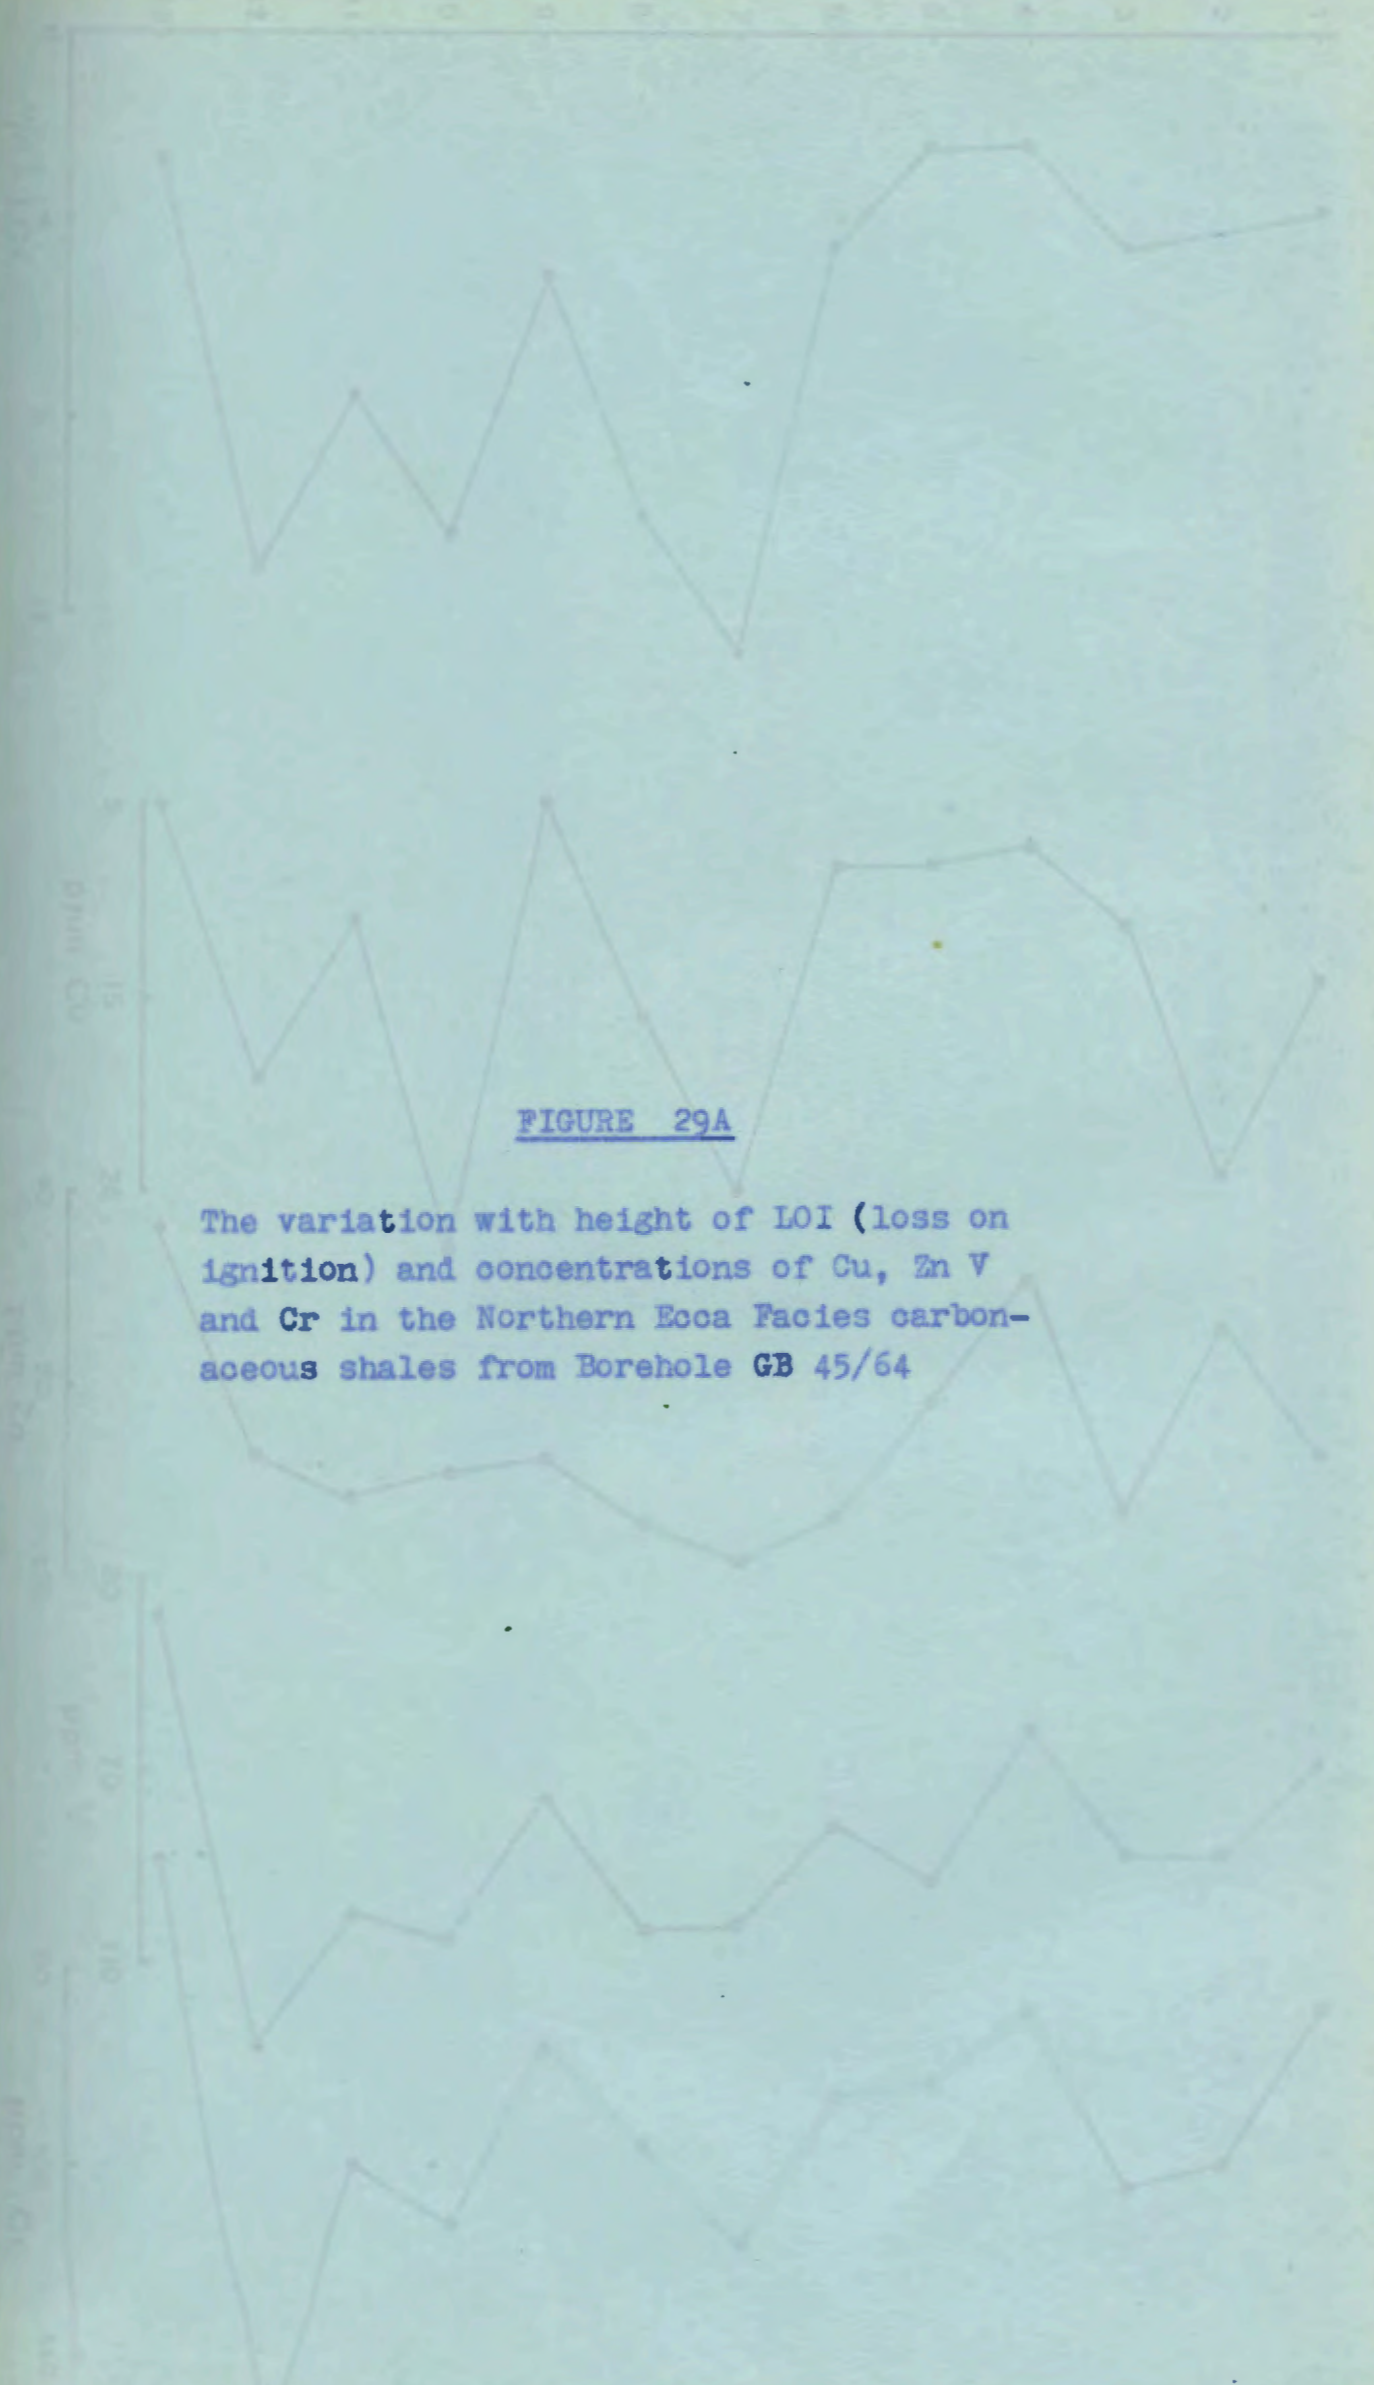 FIGURE 29A
The variation with height of LOI (loss on
ignition) and concentrations of Cu, Zn V
and Cr in the Northern Ecca Facies carbon-
aceous shales from Borehole GB 45/64